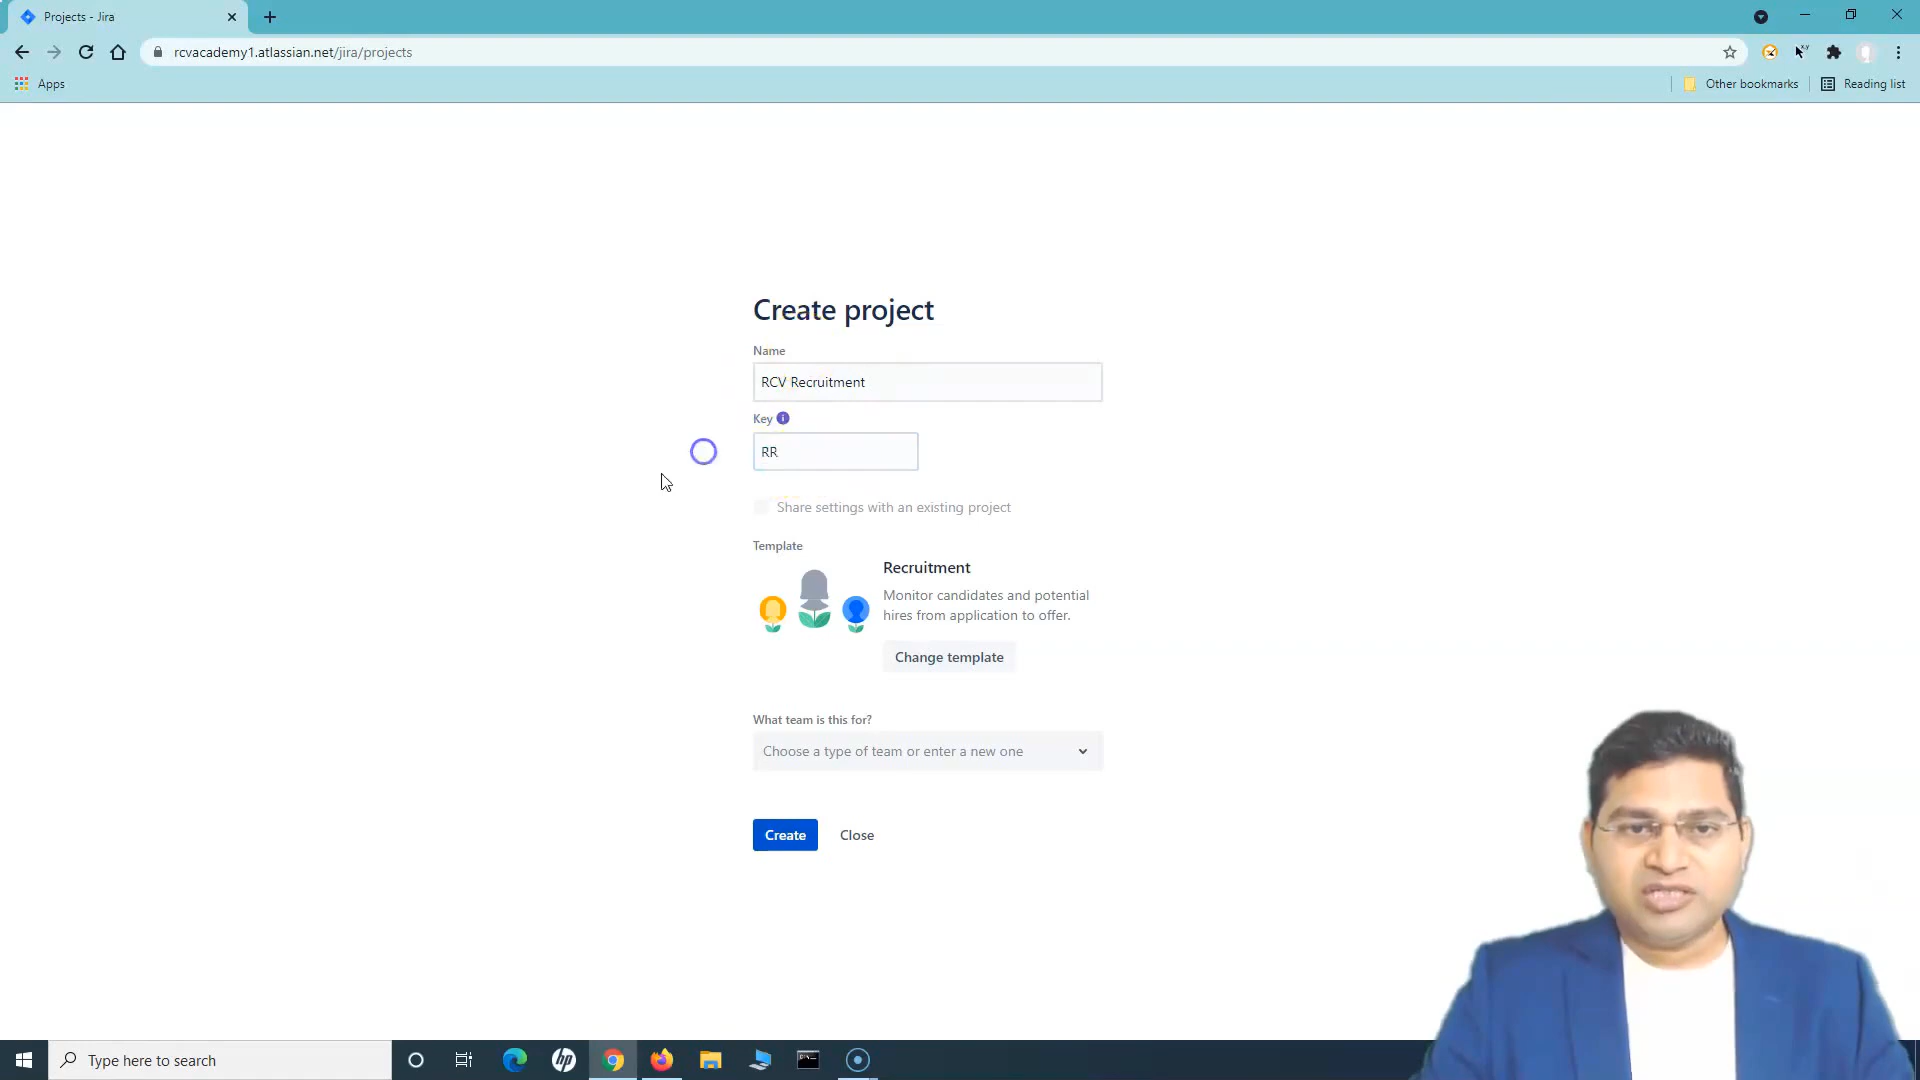 Projects - Jira
rcvacademy1.atlassian.net/jira/projects
Apps
Other bookmarks
Reading list
Create project
Name
RCV Recruitment
Key
RR
Share settings with an existing project
Template
Recruitment
Monitor candidates and potential
hires from application to offer.
Change template
What team is this for?
Choose a type of team or enter a new one
Create
Close
Type here to search
hp